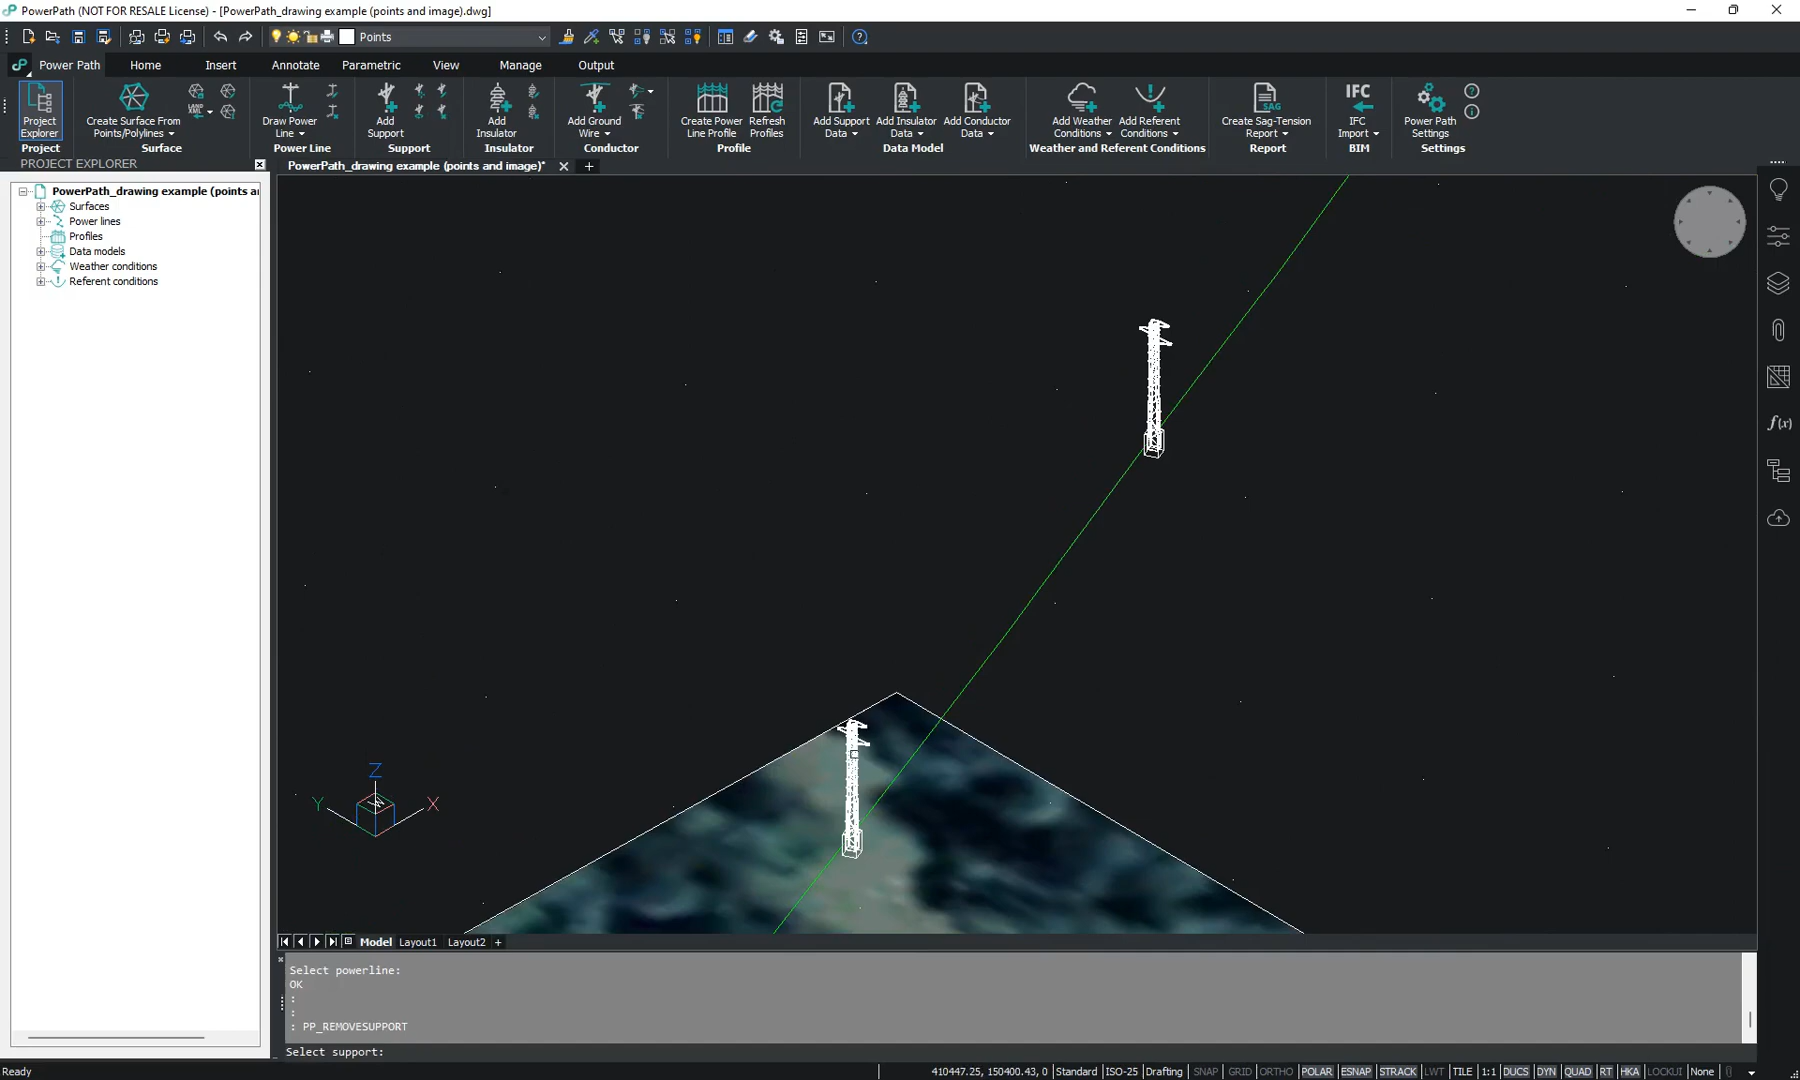 PowerPath (NOT FOR RESALE License) - [PowerPath_drawing example (points and image).dwg]
Points
Power Path
Home
Insert
Annotate
Parametric
View
Manage
Output
Project Explorer
Create Surface From Points/Polylines
LAND XML
Draw Power Line
Add Support
Add Insulator
Add Ground Wire
Create Power Line Profile
Refresh Profiles
Add Support Data
Add Insulator Data
Add Conductor Data
Add Weather Conditions
Add Referent Conditions
SAG
Create Sag-Tension Report
IFC
IFC Import
Power Path Settings
Project
Surface
Power Line
Support
Insulator
Conductor
Profile
Data Model
Weather and Referent Conditions
Report
BIM
Settings
PROJECT EXPLORER
PowerPath_drawing example (points and image)*
PowerPath_drawing example (points ar
Surfaces
Power lines
Profiles
Data models
Weather conditions
Referent conditions
f(x)
Z
Y
X
W
Model
Layout1
Layout2
Select powerline:
OK
:
:
: PP_REMOVESUPPORT
Select support:
Ready
410447.25, 150400.43, 0
Standard
ISO-25
Drafting
SNAP
GRID
ORTHO
POLAR
ESNAP
STRACK
LWT
TILE
1:1
DUCS
DYN
QUAD
RT
HKA
LOCKUI
None